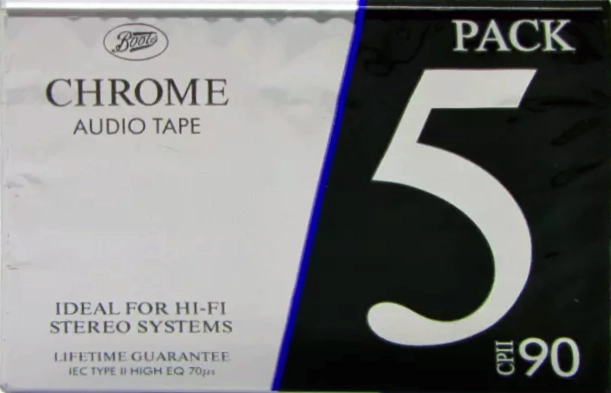 Boots
CHROME
AUDIO TAPE
IDEAL FOR HI-FI
STEREO SYSTEMS
LIFETIME GUARANTEE
IEC TYPE II HIGH EQ 70µs
PACK
5
CPII 90